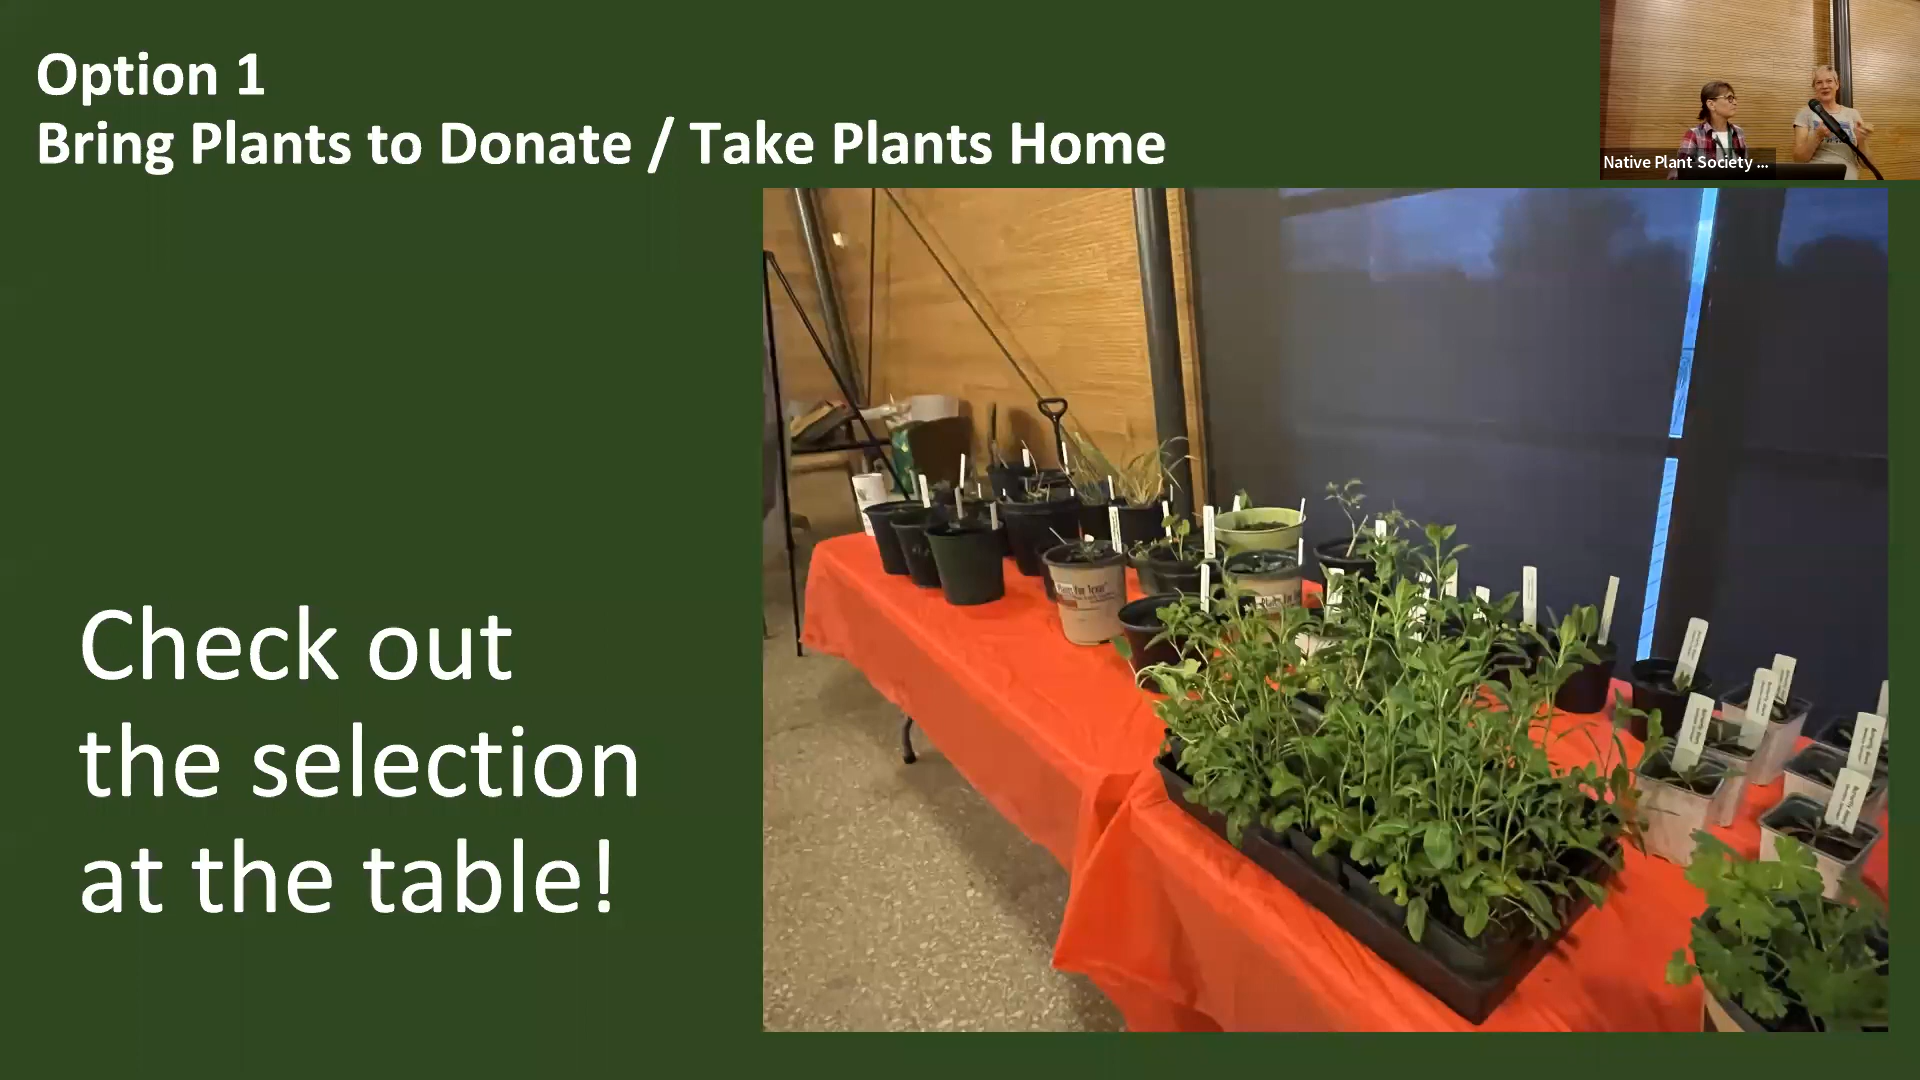 Option 1
Bring Plants to Donate / Take Plants Home
Native Plant Society ...
Check out
the selection
at the table!